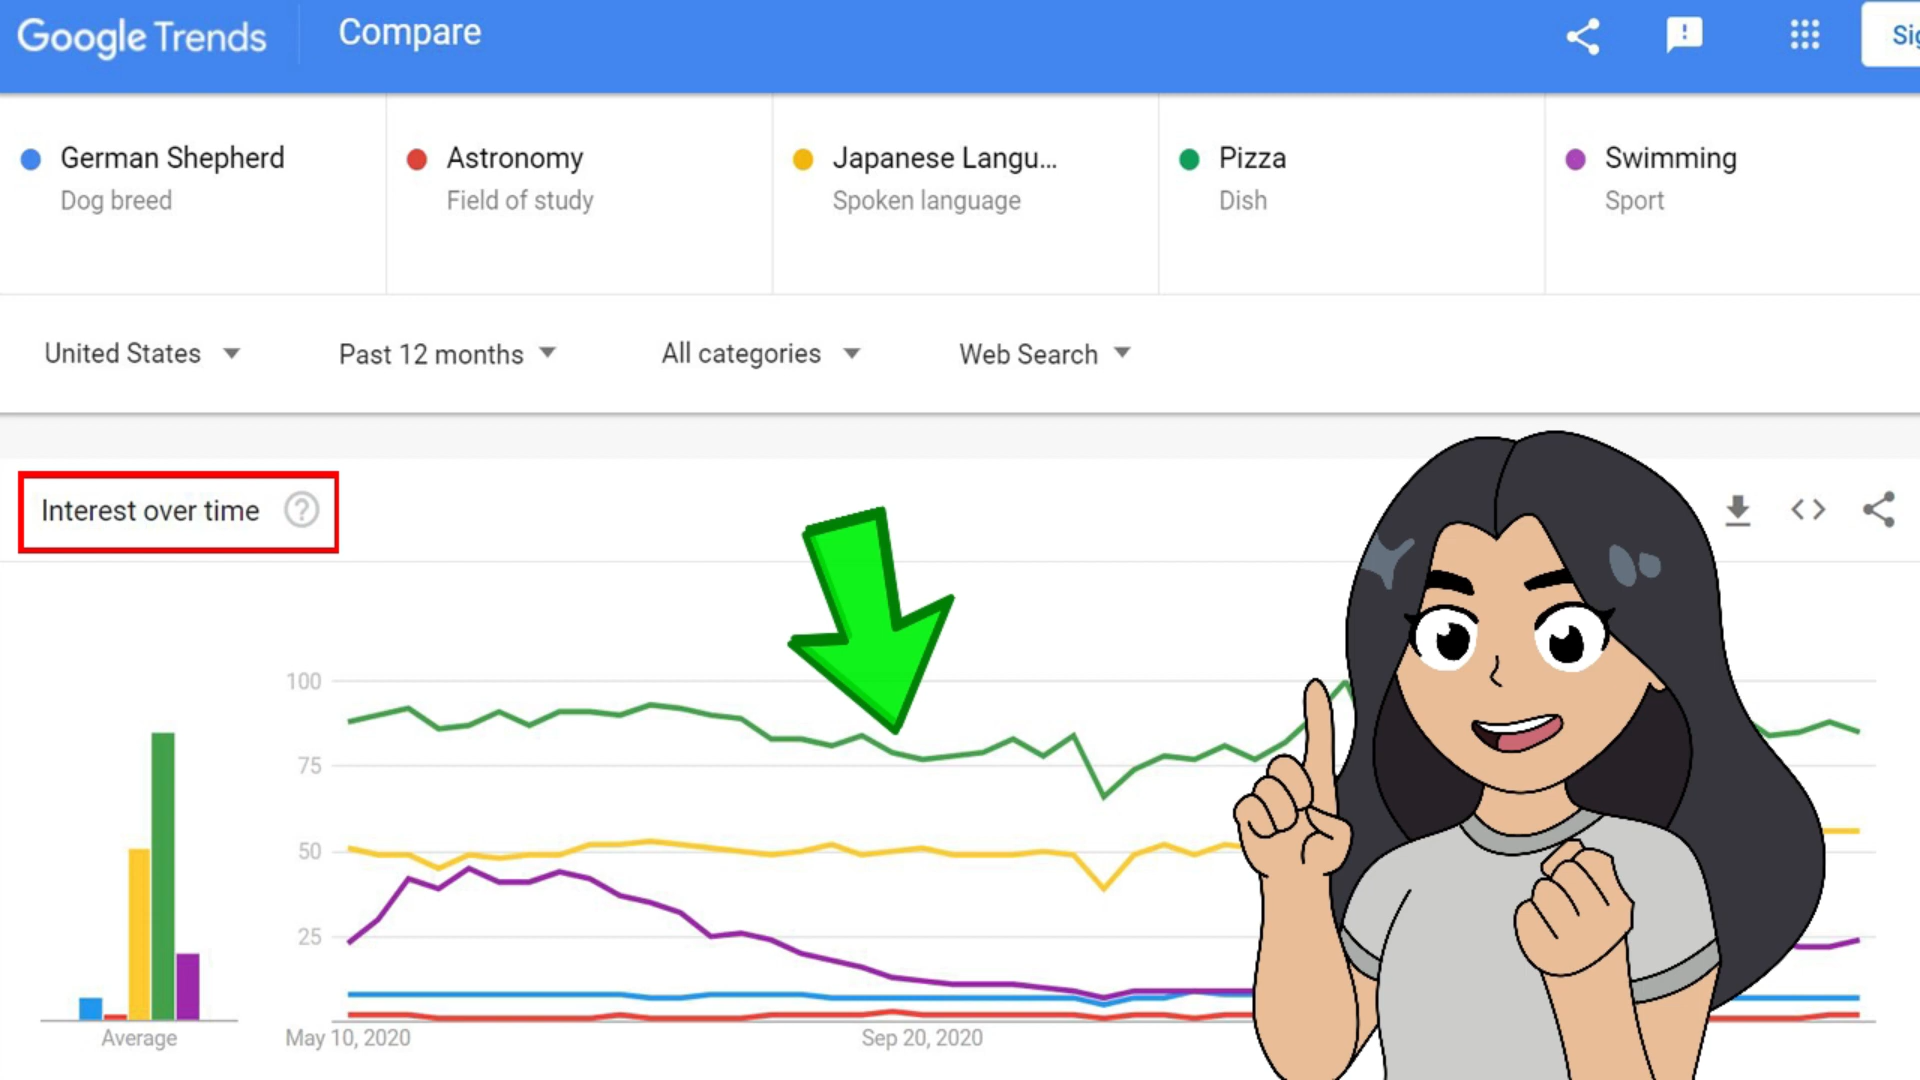 Google Trends Compare
Sig
German Shepherd
Dog breed
Astronomy
Field of study
Japanese Langu...
Spoken language
Pizza
Dish
Swimming
Sport
United States
Past 12 months
All categories
Web Search
Interest over time ?
100
75
50
25
Average
May 10, 2020
Sep 20, 2020